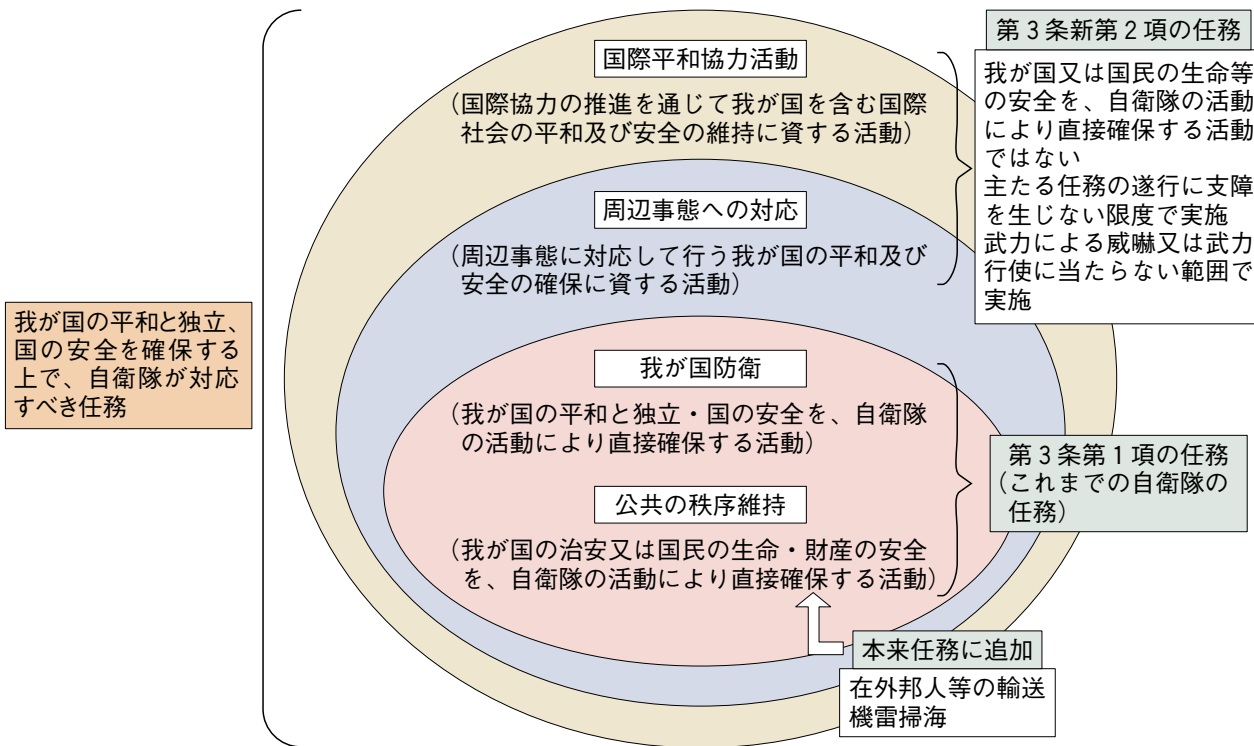 我が国の平和と独立、
国の安全を確保する
上で、自衛隊が対応
すべき任務
国際平和協力活動
（国際協力の推進を通じて我が国を含む国際
社会の平和及び安全の維持に資する活動）
周辺事態への対応
（周辺事態に対応して行う我が国の平和及び
安全の確保に資する活動）
我が国防衛
（我が国の平和と独立・国の安全を、自衛隊
の活動により直接確保する活動）
公共の秩序維持
（我が国の治安又は国民の生命・財産の安全
を、自衛隊の活動により直接確保する活動）
第３条新第２項の任務
我が国又は国民の生命等
の安全を、自衛隊の活動
により直接確保する活動
ではない
主たる任務の遂行に支障
を生じない限度で実施
武力による威嚇又は武力
行使に当たらない範囲で
実施
第３条第１項の任務
（これまでの自衛隊の
任務）
本来任務に追加
在外邦人等の輸送
機雷掃海